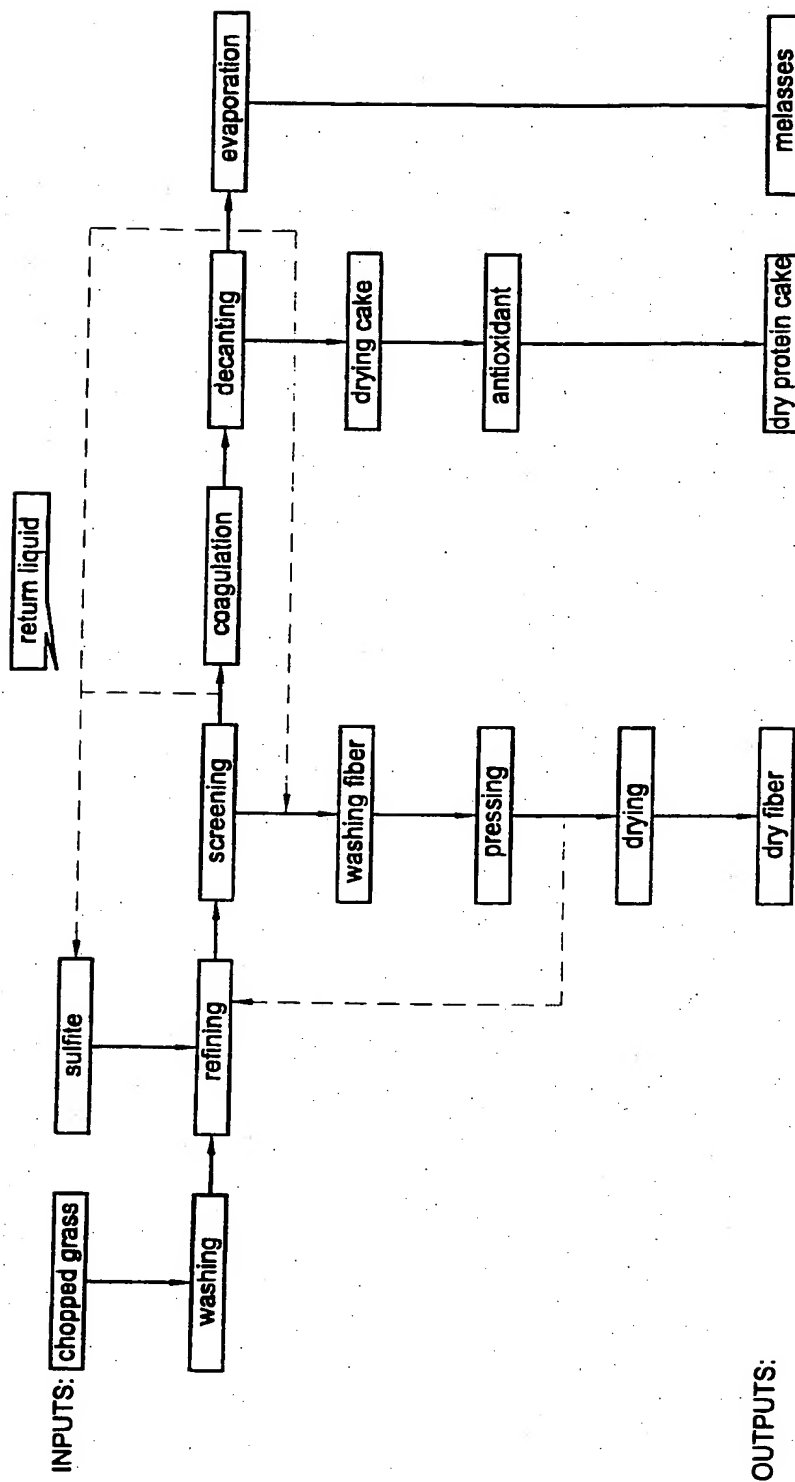 INPUTS:
chopped grass
sulfite
return liquid
washing
refining
screening
coagulation
decanting
evaporation
washing fiber
drying cake
pressing
antioxidant
drying
OUTPUTS:
dry fiber
dry protein cake
melasses